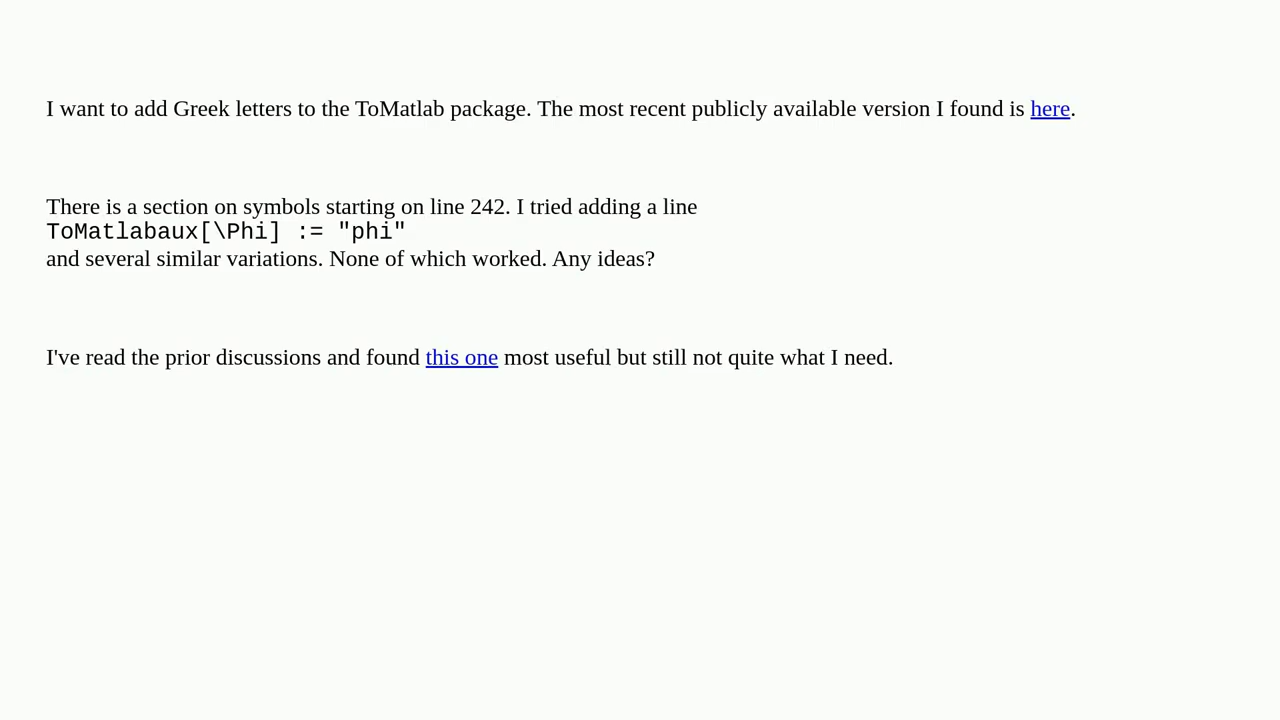 I want to add Greek letters to the ToMatlab package. The most recent publicly available version I found is here.
There is a section on symbols starting on line 242. I tried adding a line
ToMatlabaux[\Phi] := "phi"
and several similar variations. None of which worked. Any ideas?
I've read the prior discussions and found this one most useful but still not quite what I need.